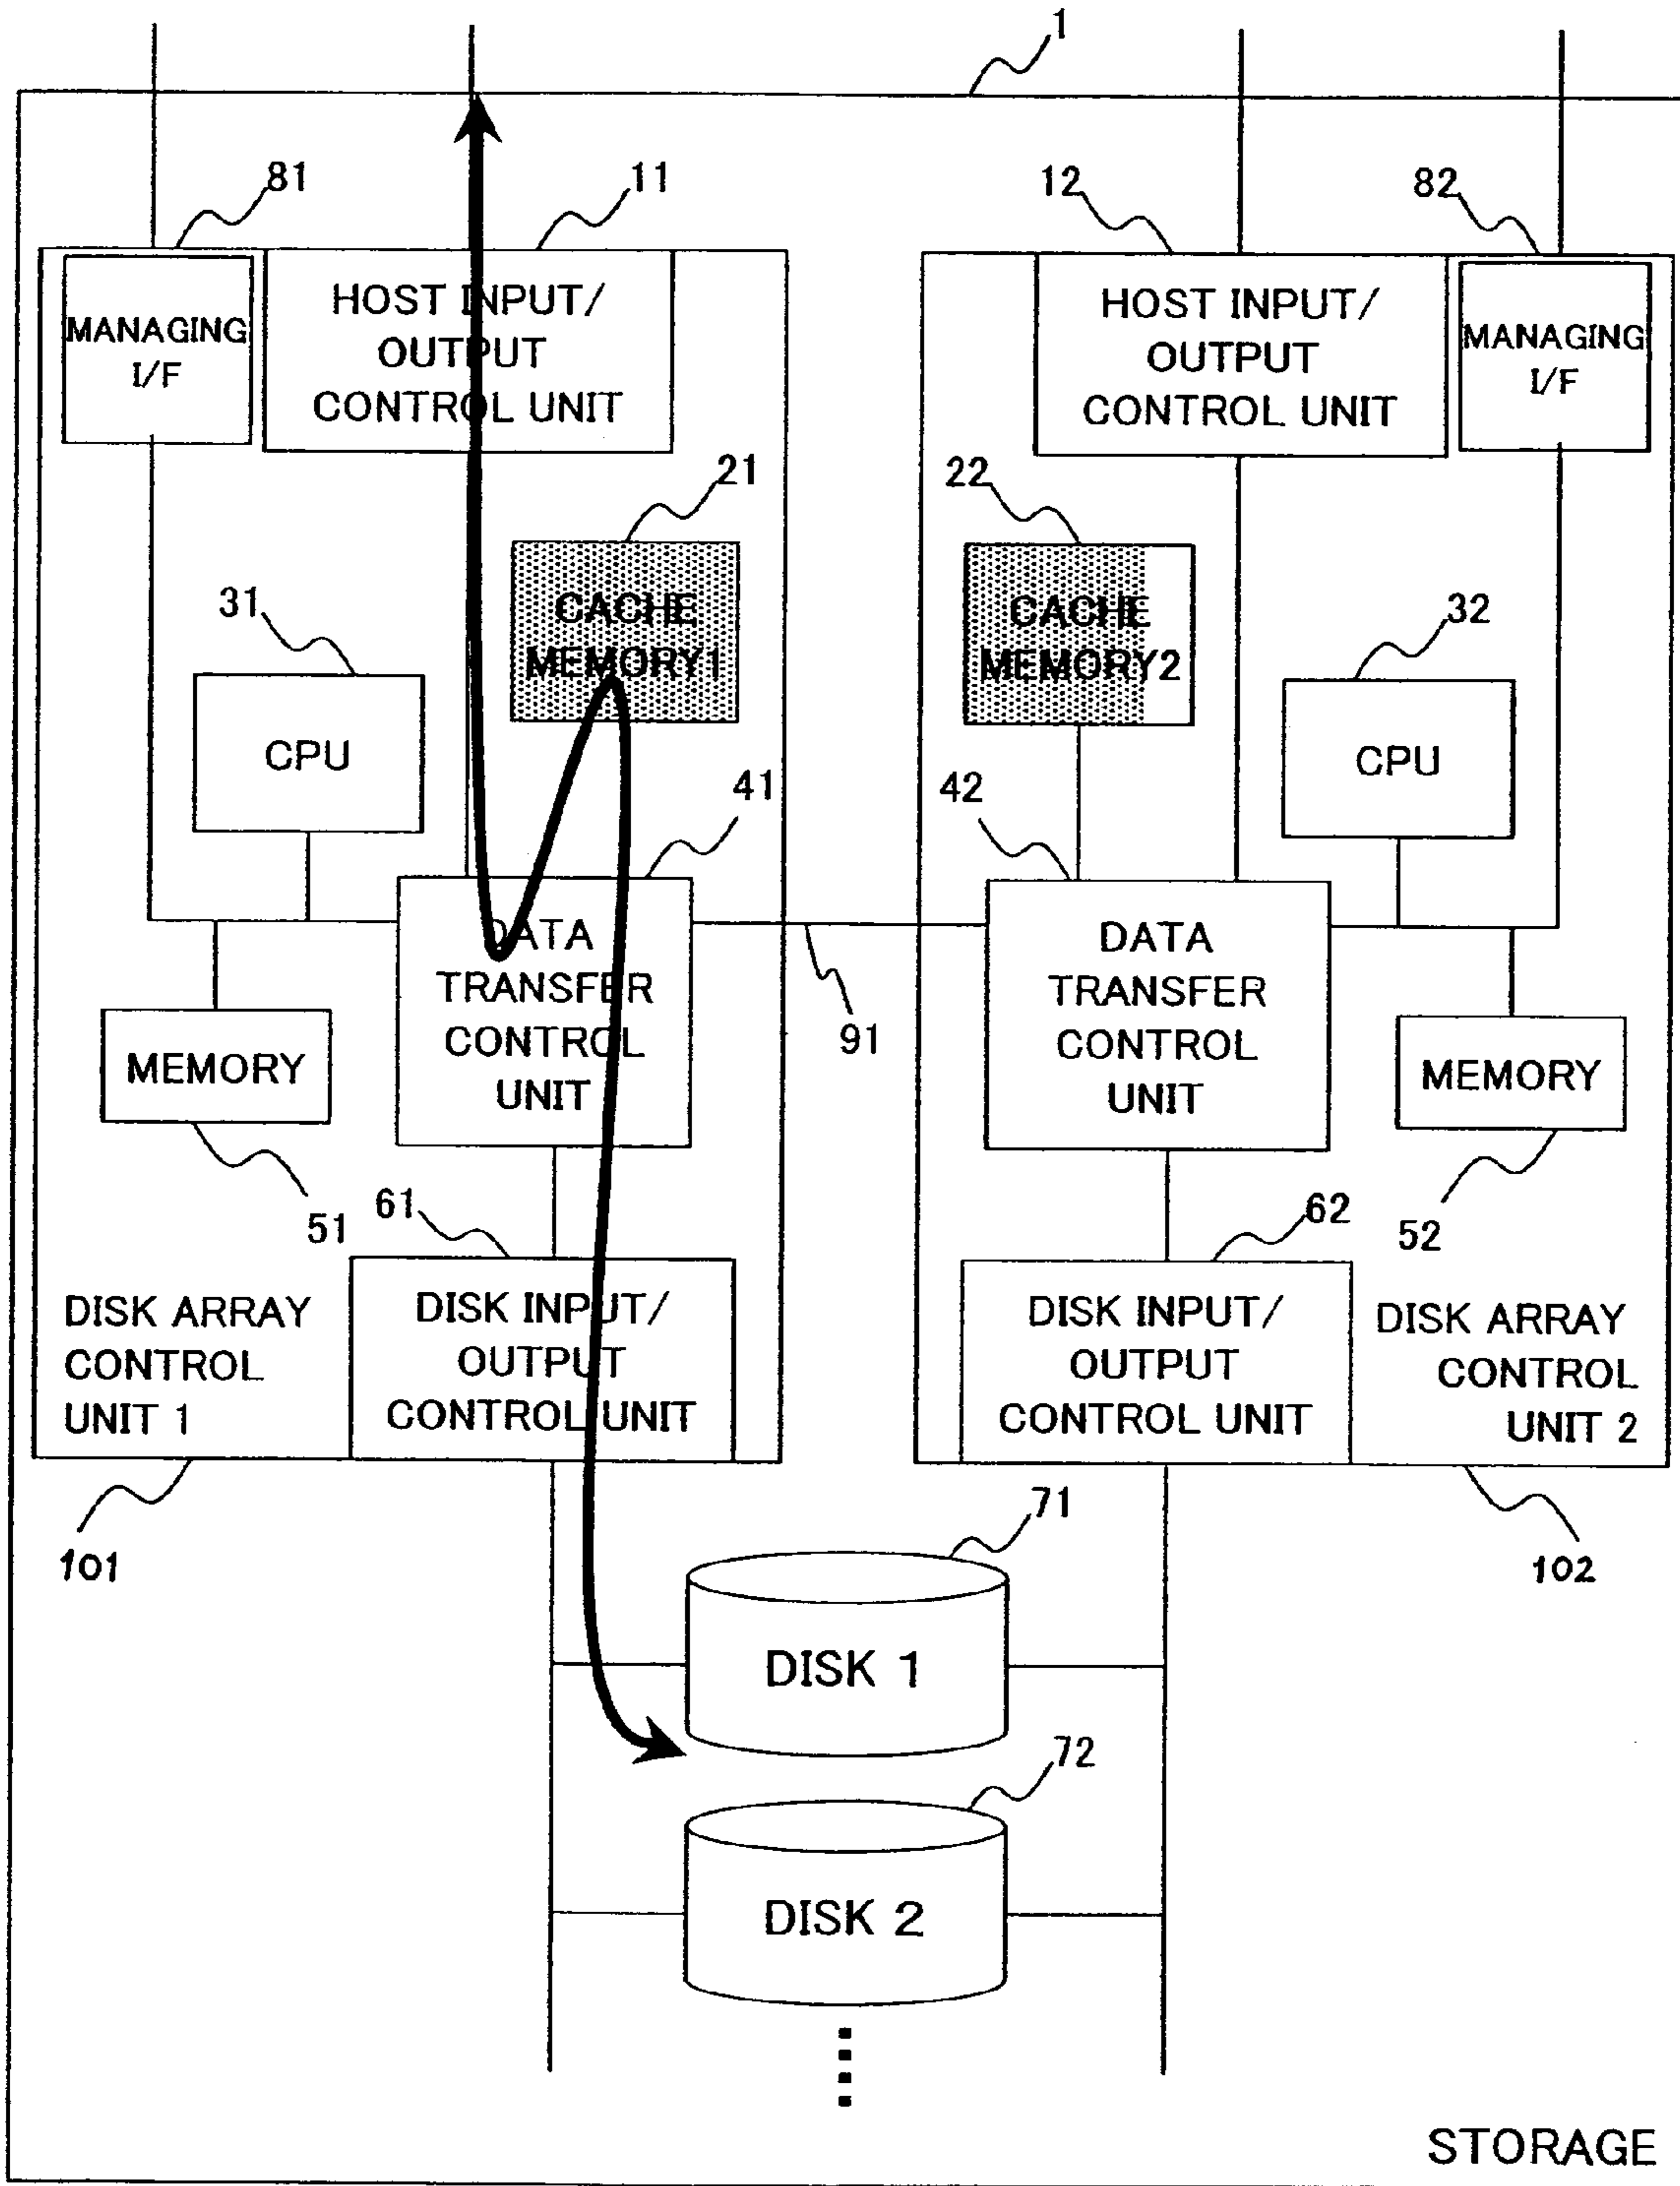 1
81
11
12
82
MANAGING
I/F
HOST INPUT/
OUTPUT
CONTROL UNIT
HOST INPUT/
OUTPUT
CONTROL UNIT
MANAGING
I/F
21
22
CACHE
MEMORY1
CACHE
MEMORY2
31
32
CPU
CPU
41
42
DATA
TRANSFER
CONTROL
UNIT
DATA
TRANSFER
CONTROL
UNIT
91
MEMORY
MEMORY
51
52
61
62
DISK ARRAY
CONTROL
UNIT 1
DISK INPUT/
OUTPUT
CONTROL UNIT
DISK INPUT/
OUTPUT
CONTROL UNIT
DISK ARRAY
CONTROL
UNIT 2
101
102
71
DISK 1
72
DISK 2
STORAGE